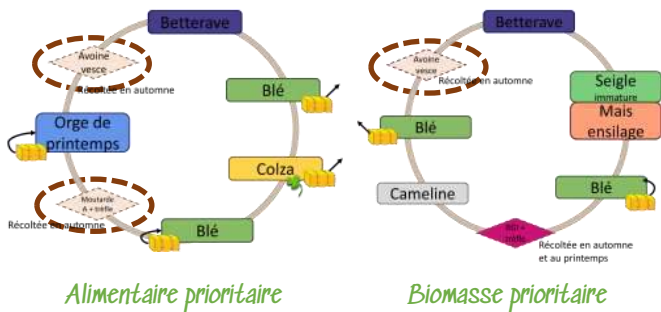 Betterave
Avoine
vesce
Récoltée en automne
Blé
Orge de
printemps
Colza
Moutarde
A + trèfle
Récoltée en automne
Blé
Alimentaire prioritaire
Betterave
Avoine
vesce
Récoltée en automne
Seigle
immature
Mais
ensilage
Blé
Cameline
Blé
RGI +
trèfle
Récoltée en automne
et au printemps
Biomasse prioritaire